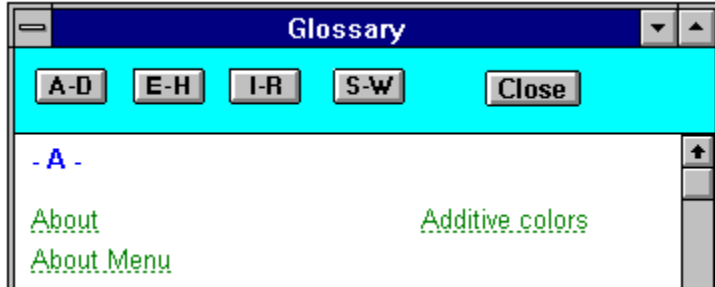 Glossary
A-D E-H I-R S-W Close
- A -
About Additive colors
About Menu